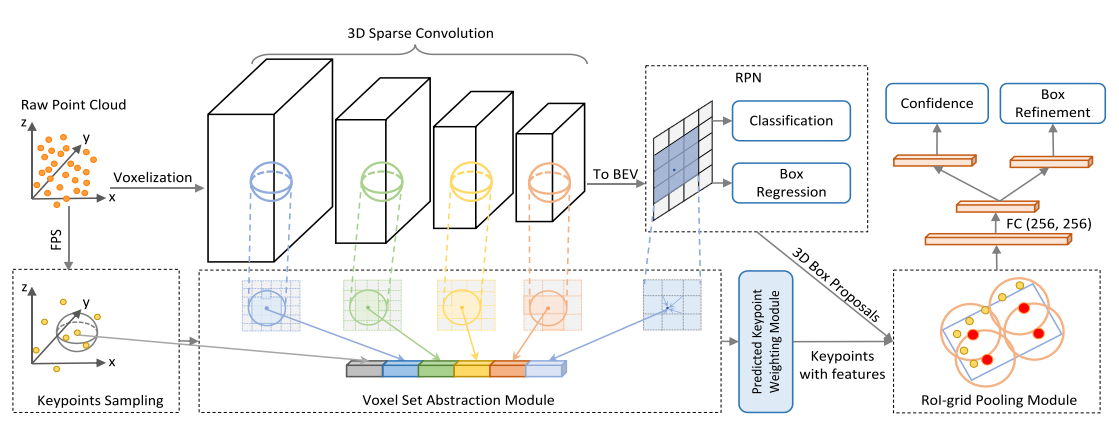 3D Sparse Convolution
Raw Point Cloud
z
y
x
Voxelization
FPS
To BEV
RPN
Classification
Box
Regression
Confidence
Box
Refinement
FC (256, 256)
3D Box Proposals
z
y
x
Keypoints Sampling
Voxel Set Abstraction Module
Predicted Keypoint
Weighting Module
Keypoints
with features
RoI-grid Pooling Module